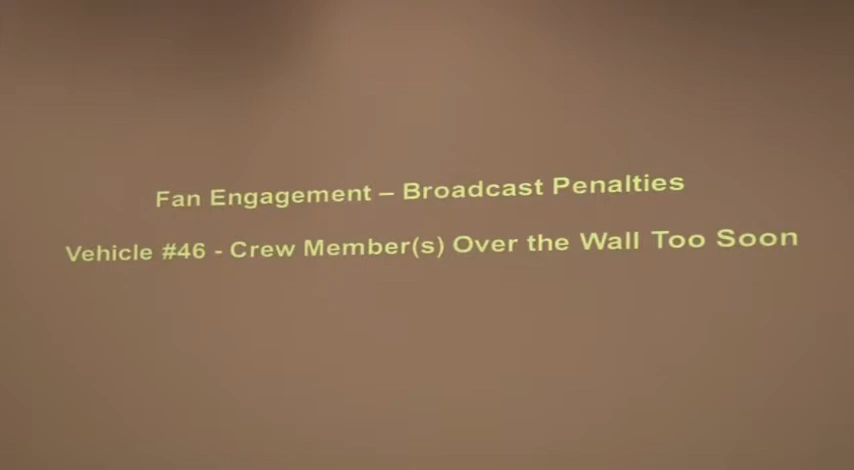 Fan Engagement – Broadcast Penalties
Vehicle #46 - Crew Member(s) Over the Wall Too Soon